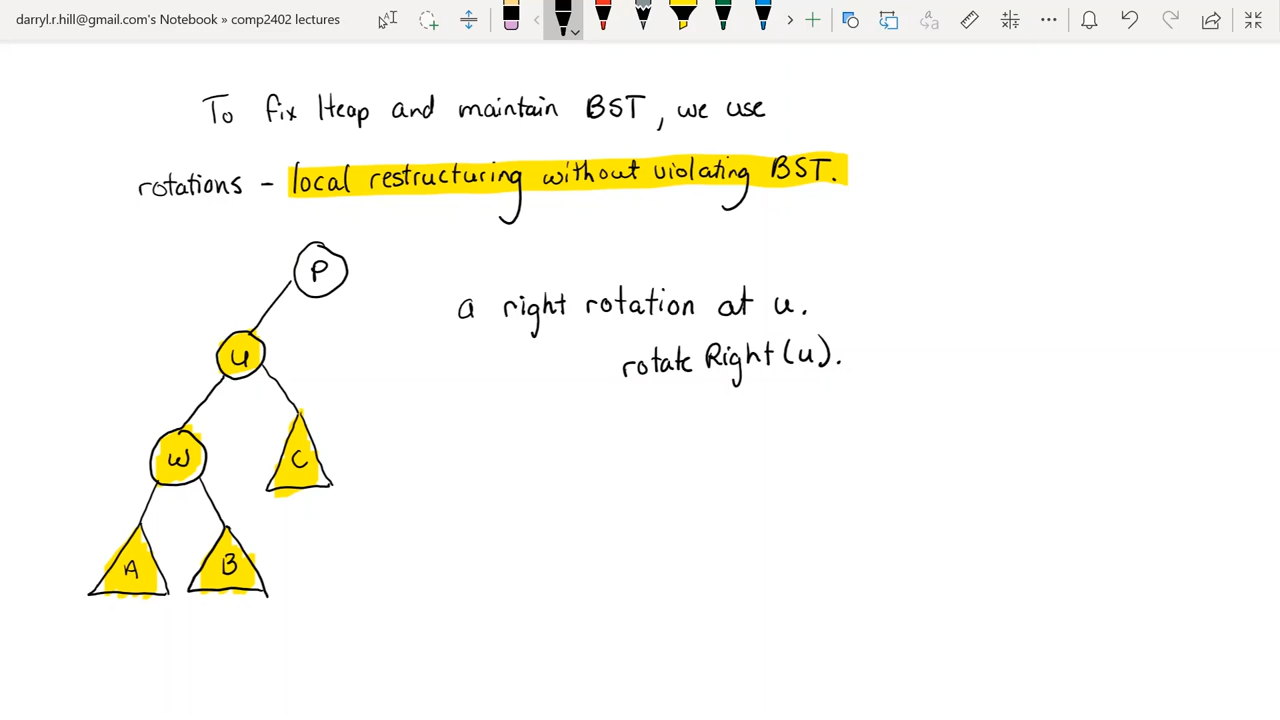 darryl.r.hill@gmail.com's Notebook » comp2402 lectures
To fix Heap and maintain BST, we use
rotations - local restructuring without violating BST.
P
a right rotation at u.
u
rotate Right (u).
w
C
A
B